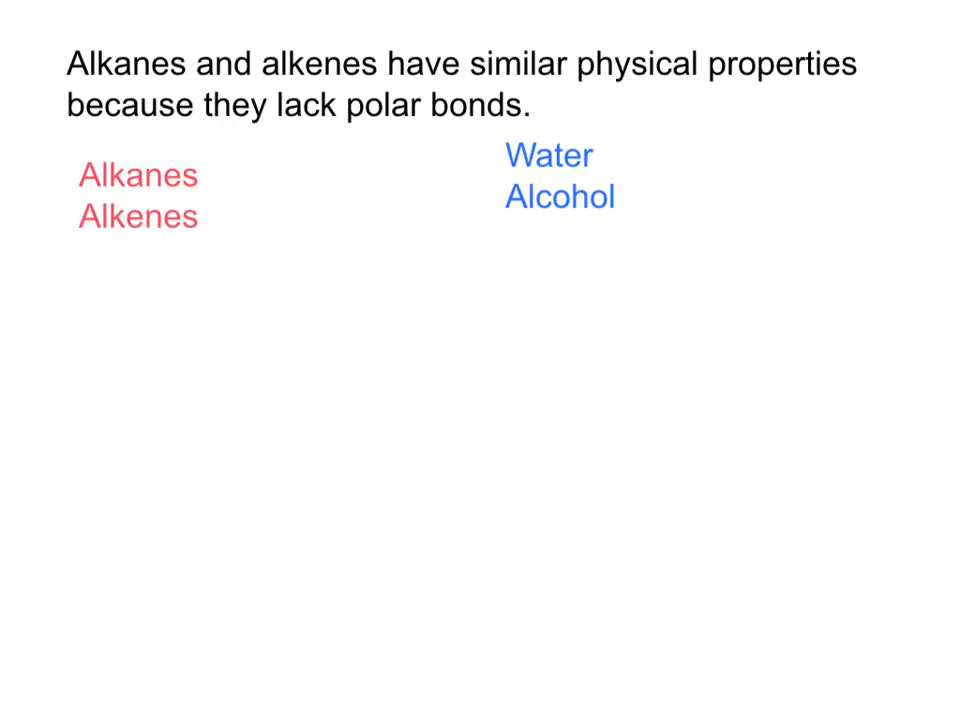 Alkanes and alkenes have similar physical properties
because they lack polar bonds.
Alkanes
Alkenes
Water
Alcohol